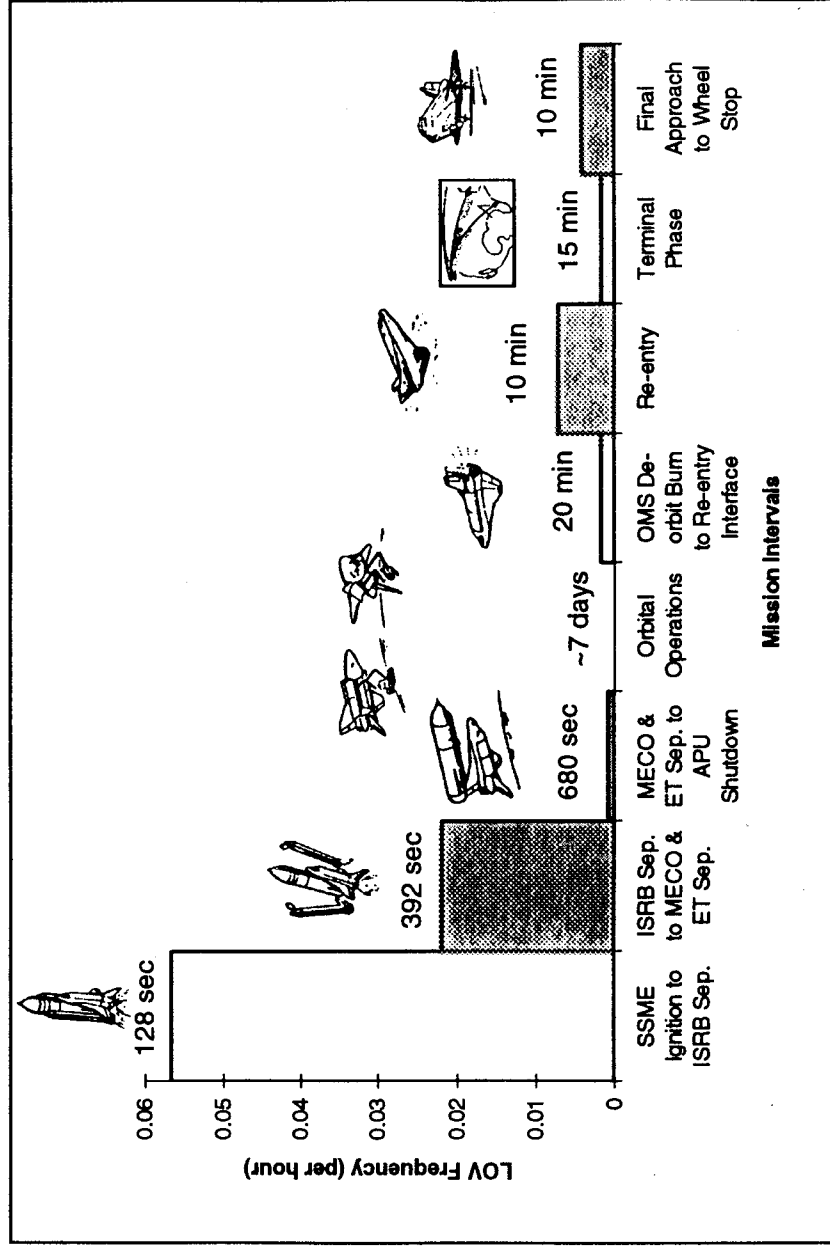 LOV Frequency (per hour)
0.06
0.05
0.04
0.03
0.02
0.01
0
128 sec
392 sec
680 sec
~7 days
20 min
10 min
15 min
10 min
SSME
Ignition to
ISRB Sep.
ISRB Sep.
to MECO &
ET Sep.
MECO &
ET Sep. to
APU
Shutdown
Orbital
Operations
OMS De-
orbit Burn
to Re-entry
Interface
Re-entry
Terminal
Phase
Final
Approach
to Wheel
Stop
Mission Intervals